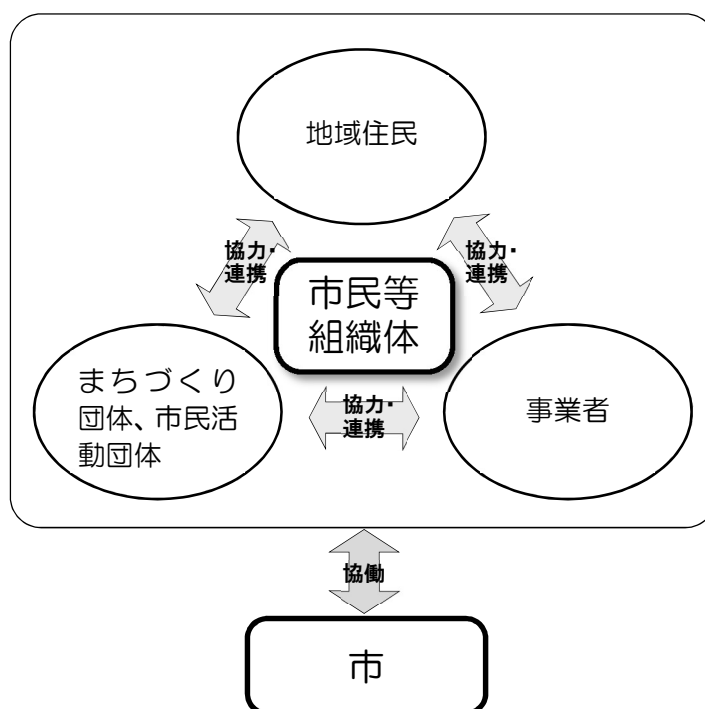 地域住民
協力・
連携
協力・
連携
市民等
組織体
まちづくり
団体、市民活
動団体
協力・
連携
事業者
協働
市